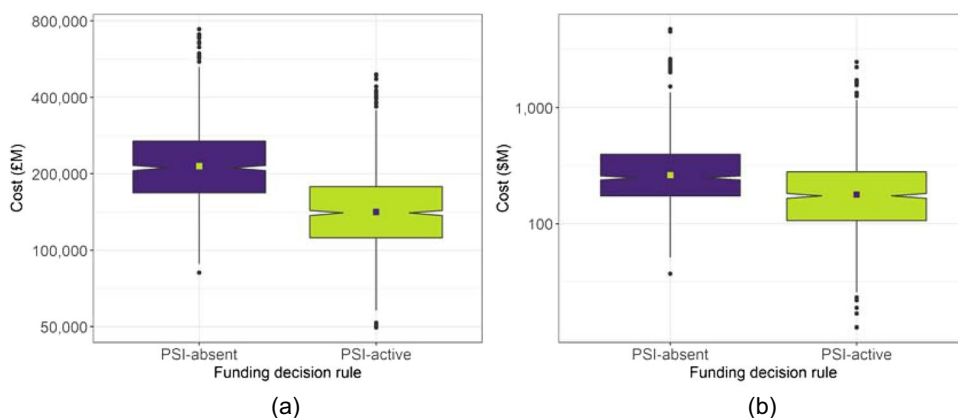 800,000
400,000
200,000
100,000
50,000
Cost (£M)
PSI-absent PSI-active
Funding decision rule
(a)
1,000
100
Cost ($M)
PSI-absent PSI-active
Funding decision rule
(b)